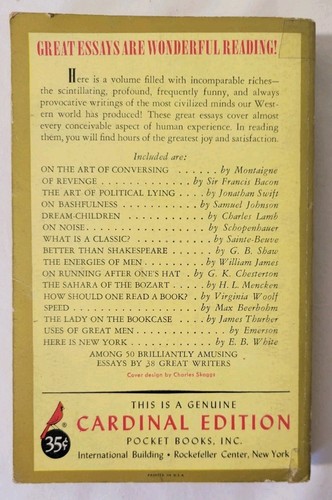 GREAT ESSAYS ARE WONDERFUL READING!
Here is a volume filled with incomparable riches—
the scintillating, profound, frequently funny, and always
provocative writings of the most civilized minds our West-
ern world has produced! These great essays cover almost
every conceivable aspect of human experience. In reading
them, you will find hours of the greatest joy and satisfaction.
Included are:
ON THE ART OF CONVERSING . . . . . . by Montaigne
OF REVENGE . . . . . . . . . . . by Sir Francis Bacon
THE ART OF POLITICAL LYING . . . . by Jonathan Swift
ON BASHFULNESS . . . . . . . . . by Samuel Johnson
DREAM-CHILDREN . . . . . . . . . by Charles Lamb
ON NOISE . . . . . . . . . . . . . by Schopenhauer
WHAT IS A CLASSIC? . . . . . . . . by Sainte-Beuve
BETTER THAN SHAKESPEARE . . . . . . by G. B. Shaw
THE ENERGIES OF MEN . . . . . . . by William James
ON RUNNING AFTER ONE'S HAT . by G. K. Chesterton
THE SAHARA OF THE BOZART . . . . by H. L. Mencken
HOW SHOULD ONE READ A BOOK? . by Virginia Woolf
SPEED . . . . . . . . . . . . . by Max Beerbohm
THE LADY ON THE BOOKCASE . . . by James Thurber
USES OF GREAT MEN . . . . . . . . . by Emerson
HERE IS NEW YORK . . . . . . . . . by E. B. White
AMONG 50 BRILLIANTLY AMUSING
ESSAYS BY 38 GREAT WRITERS
Cover design by Charles Skaggs
THIS IS A GENUINE
CARDINAL EDITION
35¢
POCKET BOOKS, INC.
International Building • Rockefeller Center, New York
PRINTED IN U.S.A.